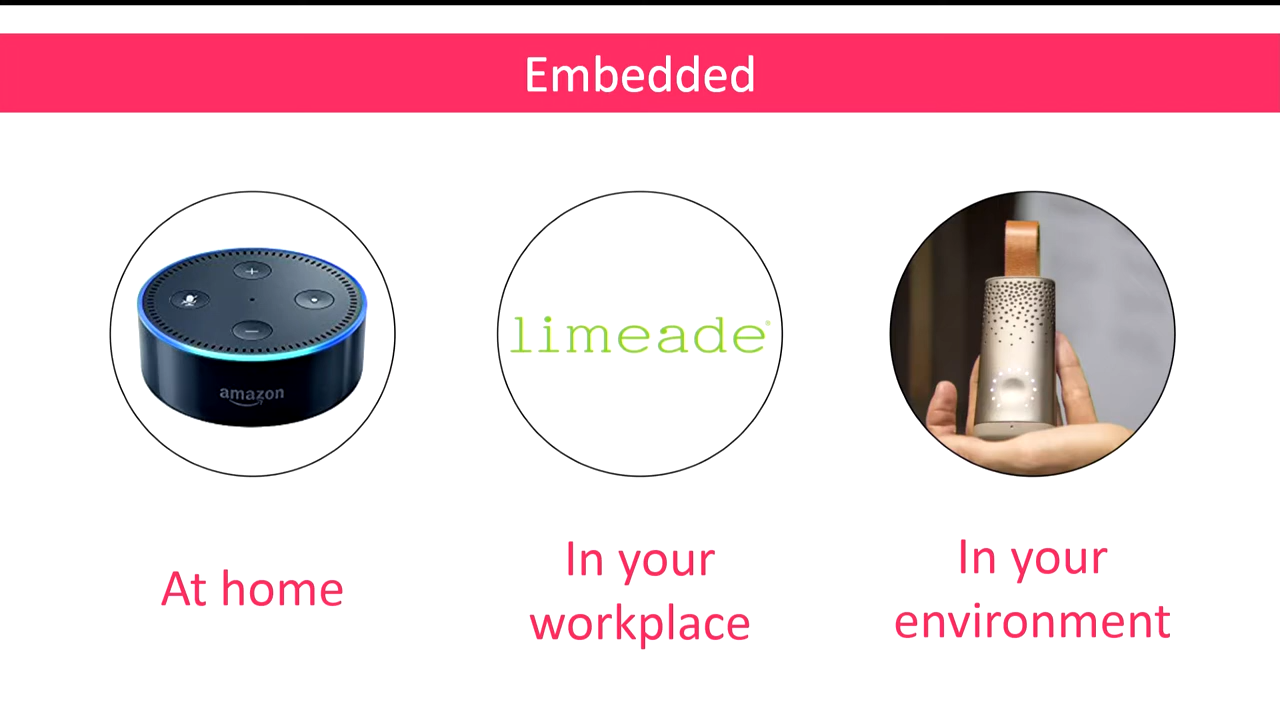 Embedded
amazon
limeade®
At home
In your
workplace
In your
environment